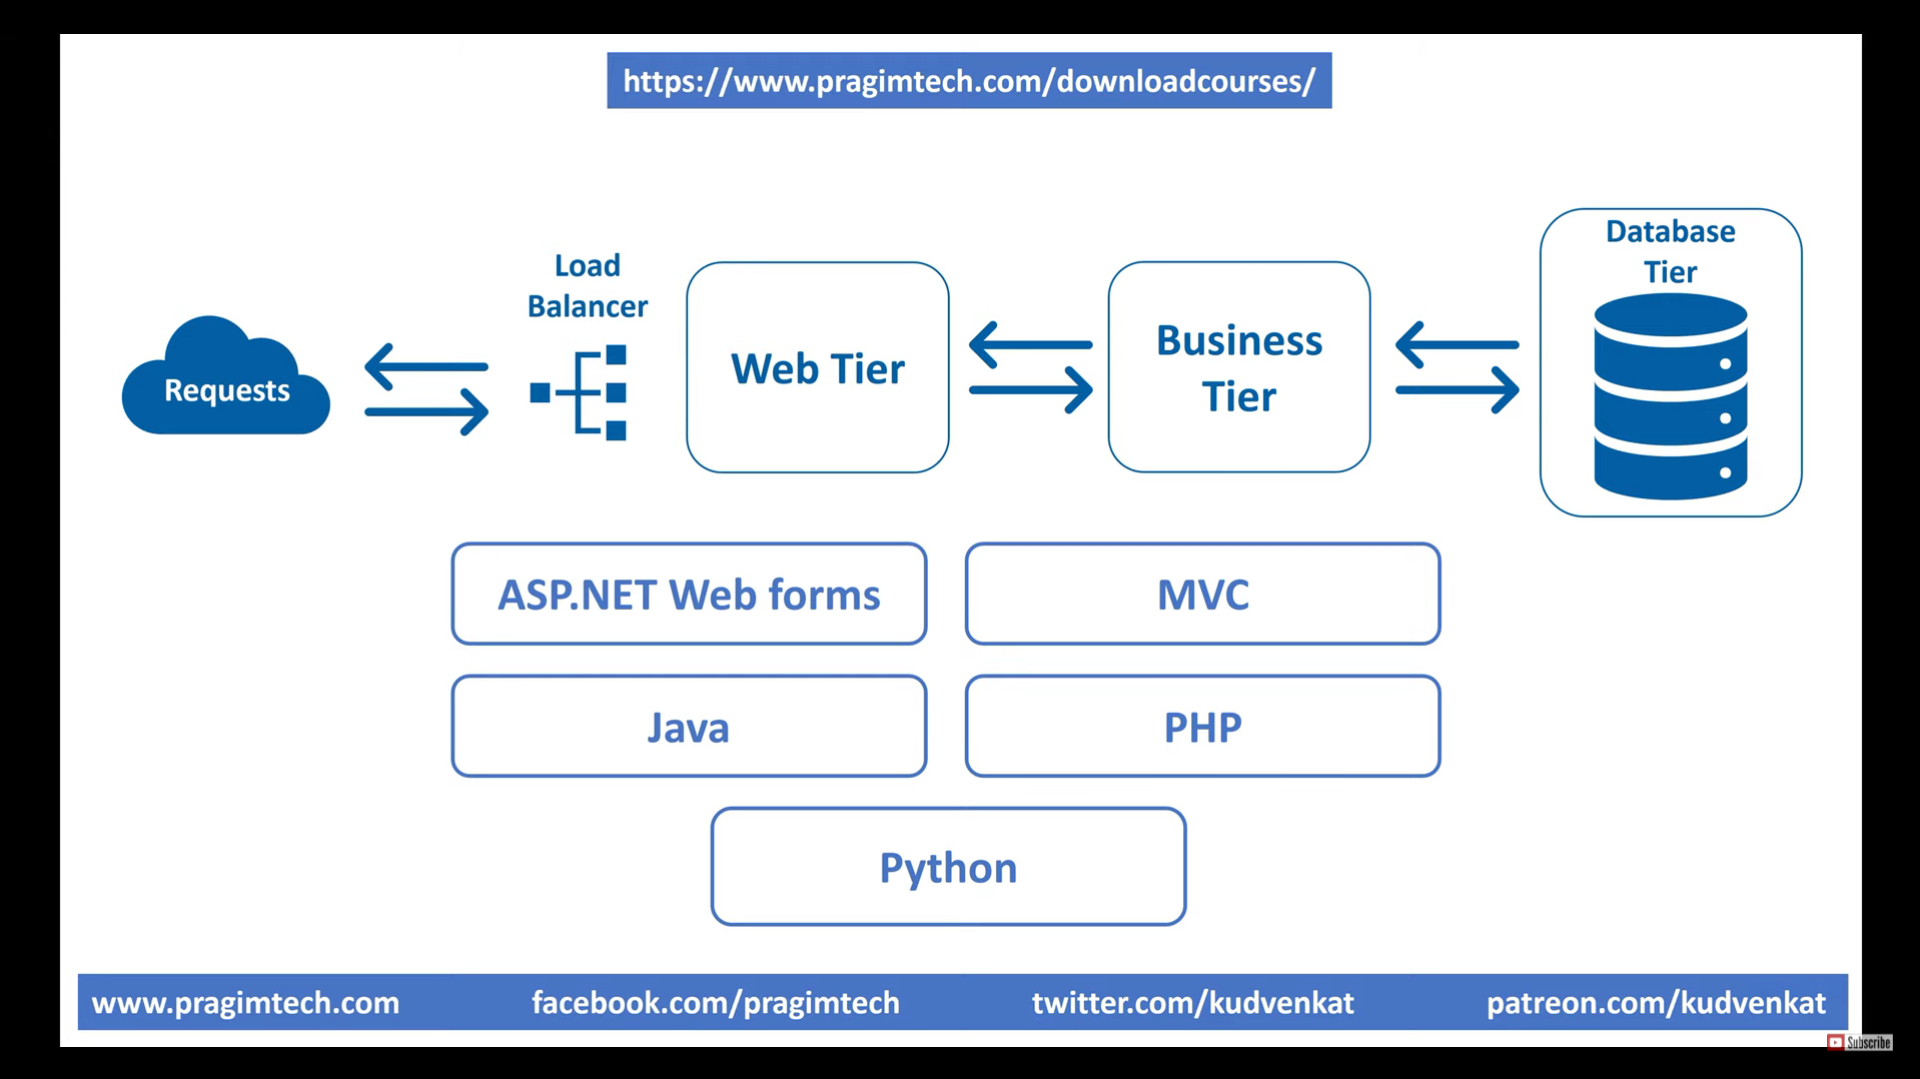 https://www.pragimtech.com/downloadcourses/
Requests
Load
Balancer
Web Tier
Business
Tier
Database
Tier
ASP.NET Web forms
MVC
Java
PHP
Python
www.pragimtech.com
facebook.com/pragimtech
twitter.com/kudvenkat
patreon.com/kudvenkat
Subscribe